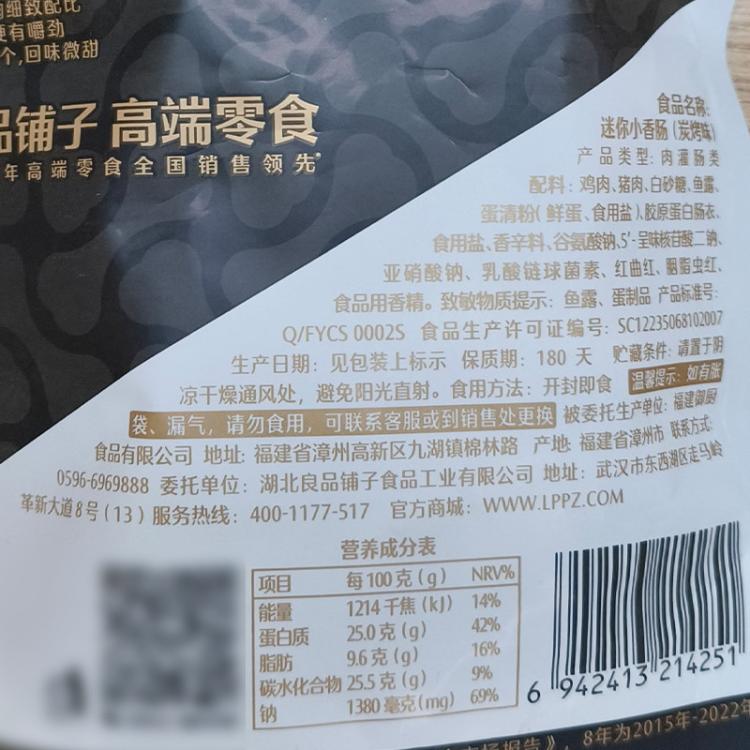 细致配比
更有嚼劲
个,回味微甜
品铺子 高端零食
年高端零食全国销售领先
食品名称:
迷你小香肠(炭烤味)
产品类型: 肉灌肠类
配料: 鸡肉、猪肉、白砂糖、鱼露、
蛋清粉(鲜蛋、食用盐)、胶原蛋白肠衣、
食用盐、香辛料、谷氨酸钠、5'-呈味核苷酸二钠、
亚硝酸钠、乳酸链球菌素、红曲红、胭脂虫红、
食品用香精。致敏物质提示: 鱼露、蛋制品 产品标准号:
Q/FYCS 0002S 食品生产许可证编号: SC12235068102007
生产日期: 见包装上标示 保质期: 180 天 贮藏条件: 请置于阴
凉干燥通风处, 避免阳光直射。食用方法: 开封即食 温馨提示: 如有胀
袋、漏气, 请勿食用, 可联系客服或到销售处更换 被委托生产单位: 福建御厨
食品有限公司 地址: 福建省漳州高新区九湖镇棉林路 产地: 福建省漳州市 联系方式:
0596-6969888 委托单位: 湖北良品铺子食品工业有限公司 地址: 武汉市东西湖区走马岭
革新大道8号(13) 服务热线: 400-1177-517 官方商城: WWW.LPPZ.COM
营养成分表
项目 每100克(g) NRV%
能量 1214千焦(kJ) 14%
蛋白质 25.0克(g) 42%
脂肪 9.6克(g) 16%
碳水化合物 25.5克(g) 9%
钠 1380毫克(mg) 69%
6 942413 214251
市场报告》, 8年为2015年-2022年